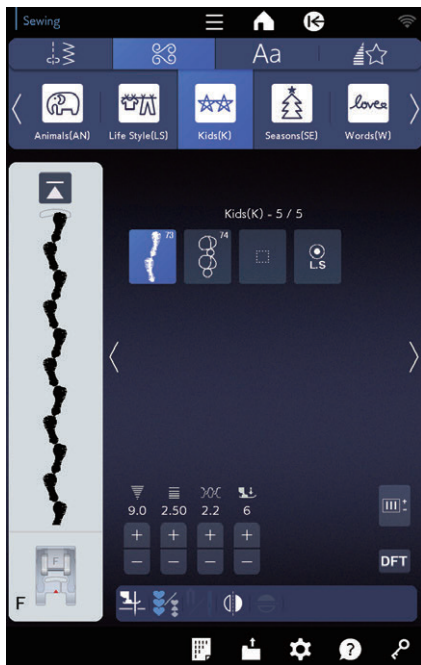 Sewing
Aa
Animals(AN) Life Style(LS) Kids(K) Seasons(SE) Words(W)
love
Kids(K) - 5 / 5
73 74
L.S
9.0 2.50 2.2 6
+ + + +
− − − −
DFT
F
F
?